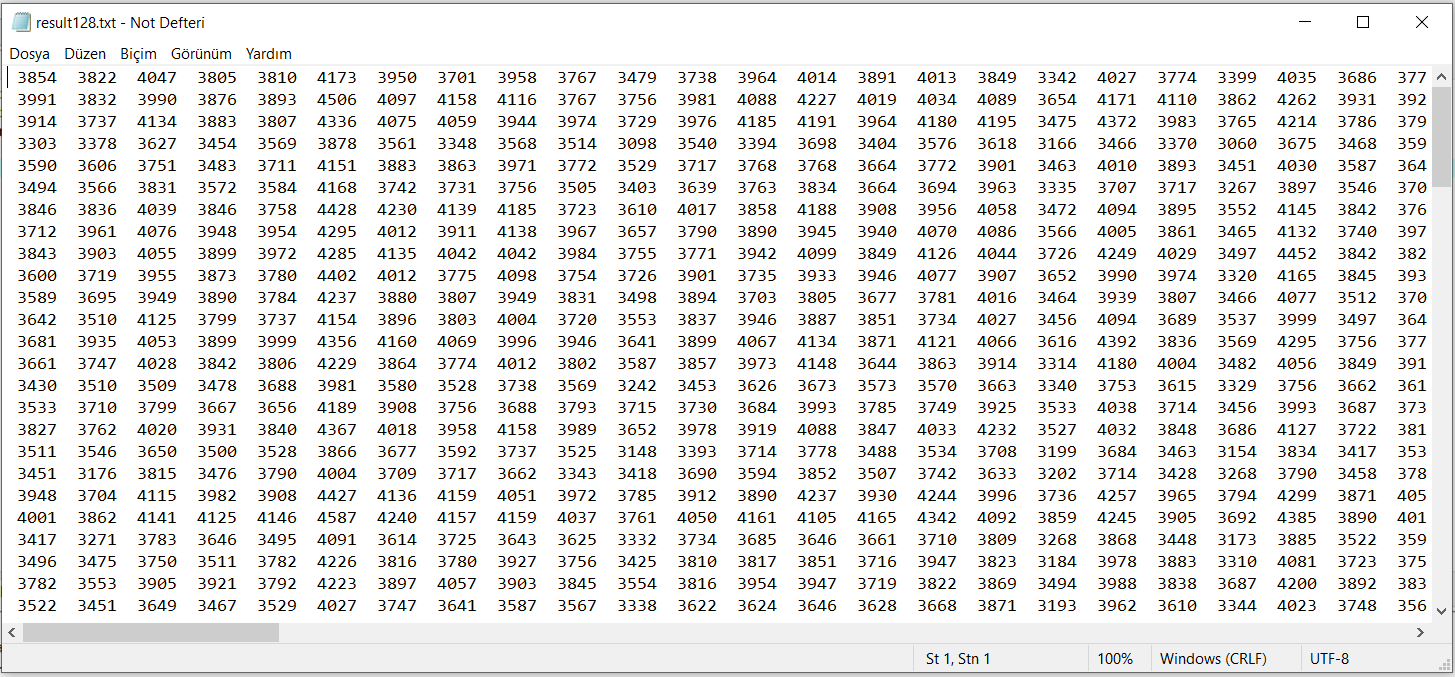 result128.txt - Not Defteri
Dosya Düzen Biçim Görünüm Yardım
3854 3822 4047 3805 3810 4173 3950 3701 3958 3767 3479 3738 3964 4014 3891 4013 3849 3342 4027 3774 3399 4035 3686 377
3991 3832 3990 3876 3893 4506 4097 4158 4116 3767 3756 3981 4088 4227 4019 4034 4089 3654 4171 4110 3862 4262 3931 392
3914 3737 4134 3883 3807 4336 4075 4059 3944 3974 3729 3976 4185 4191 3964 4180 4195 3475 4372 3983 3765 4214 3786 379
3303 3378 3627 3454 3569 3878 3561 3348 3568 3514 3098 3540 3394 3698 3404 3576 3618 3166 3466 3370 3060 3675 3468 359
3590 3606 3751 3483 3711 4151 3883 3863 3971 3772 3529 3717 3768 3768 3664 3772 3901 3463 4010 3893 3451 4030 3587 364
3494 3566 3831 3572 3584 4168 3742 3731 3756 3505 3403 3639 3763 3834 3664 3694 3963 3335 3707 3717 3267 3897 3546 370
3846 3836 4039 3846 3758 4428 4230 4139 4185 3723 3610 4017 3858 4188 3908 3956 4058 3472 4094 3895 3552 4145 3842 376
3712 3961 4076 3948 3954 4295 4012 3911 4138 3967 3657 3790 3890 3945 3940 4070 4086 3566 4005 3861 3465 4132 3740 397
3843 3903 4055 3899 3972 4285 4135 4042 4042 3984 3755 3771 3942 4099 3849 4126 4044 3726 4249 4029 3497 4452 3842 382
3600 3719 3955 3873 3780 4402 4012 3775 4098 3754 3726 3901 3735 3933 3946 4077 3907 3652 3990 3974 3320 4165 3845 393
3589 3695 3949 3890 3784 4237 3880 3807 3949 3831 3498 3894 3703 3805 3677 3781 4016 3464 3939 3807 3466 4077 3512 370
3642 3510 4125 3799 3737 4154 3896 3803 4004 3720 3553 3837 3946 3887 3851 3734 4027 3456 4094 3689 3537 3999 3497 364
3681 3935 4053 3899 3999 4356 4160 4069 3996 3946 3641 3899 4067 4134 3871 4121 4066 3616 4392 3836 3569 4295 3756 377
3661 3747 4028 3842 3806 4229 3864 3774 4012 3802 3587 3857 3973 4148 3644 3863 3914 3314 4180 4004 3482 4056 3849 391
3430 3510 3509 3478 3688 3981 3580 3528 3738 3569 3242 3453 3626 3673 3573 3570 3663 3340 3753 3615 3329 3756 3662 361
3533 3710 3799 3667 3656 4189 3908 3756 3688 3793 3715 3730 3684 3993 3785 3749 3925 3533 4038 3714 3456 3993 3687 373
3827 3762 4020 3931 3840 4367 4018 3958 4158 3989 3652 3978 3919 4088 3847 4033 4232 3527 4032 3848 3686 4127 3722 381
3511 3546 3650 3500 3528 3866 3677 3592 3737 3525 3148 3393 3714 3778 3488 3534 3708 3199 3684 3463 3154 3834 3417 353
3451 3176 3815 3476 3790 4004 3709 3717 3662 3343 3418 3690 3594 3852 3507 3742 3633 3202 3714 3428 3268 3790 3458 378
3948 3704 4115 3982 3908 4427 4136 4159 4051 3972 3785 3912 3890 4237 3930 4244 3996 3736 4257 3965 3794 4299 3871 405
4001 3862 4141 4125 4146 4587 4240 4157 4159 4037 3761 4050 4161 4105 4165 4342 4092 3859 4245 3905 3692 4385 3890 401
3417 3271 3783 3646 3495 4091 3614 3725 3643 3625 3332 3734 3685 3646 3661 3710 3809 3268 3868 3448 3173 3885 3522 359
3496 3475 3750 3511 3782 4226 3816 3780 3927 3756 3425 3810 3817 3851 3716 3947 3823 3184 3978 3883 3310 4081 3723 375
3782 3553 3905 3921 3792 4223 3897 4057 3903 3845 3554 3816 3954 3947 3719 3822 3869 3494 3988 3838 3687 4200 3892 383
3522 3451 3649 3467 3529 4027 3747 3641 3587 3567 3338 3622 3624 3646 3628 3668 3871 3193 3962 3610 3344 4023 3748 356
St 1, Stn 1 100% Windows (CRLF) UTF-8